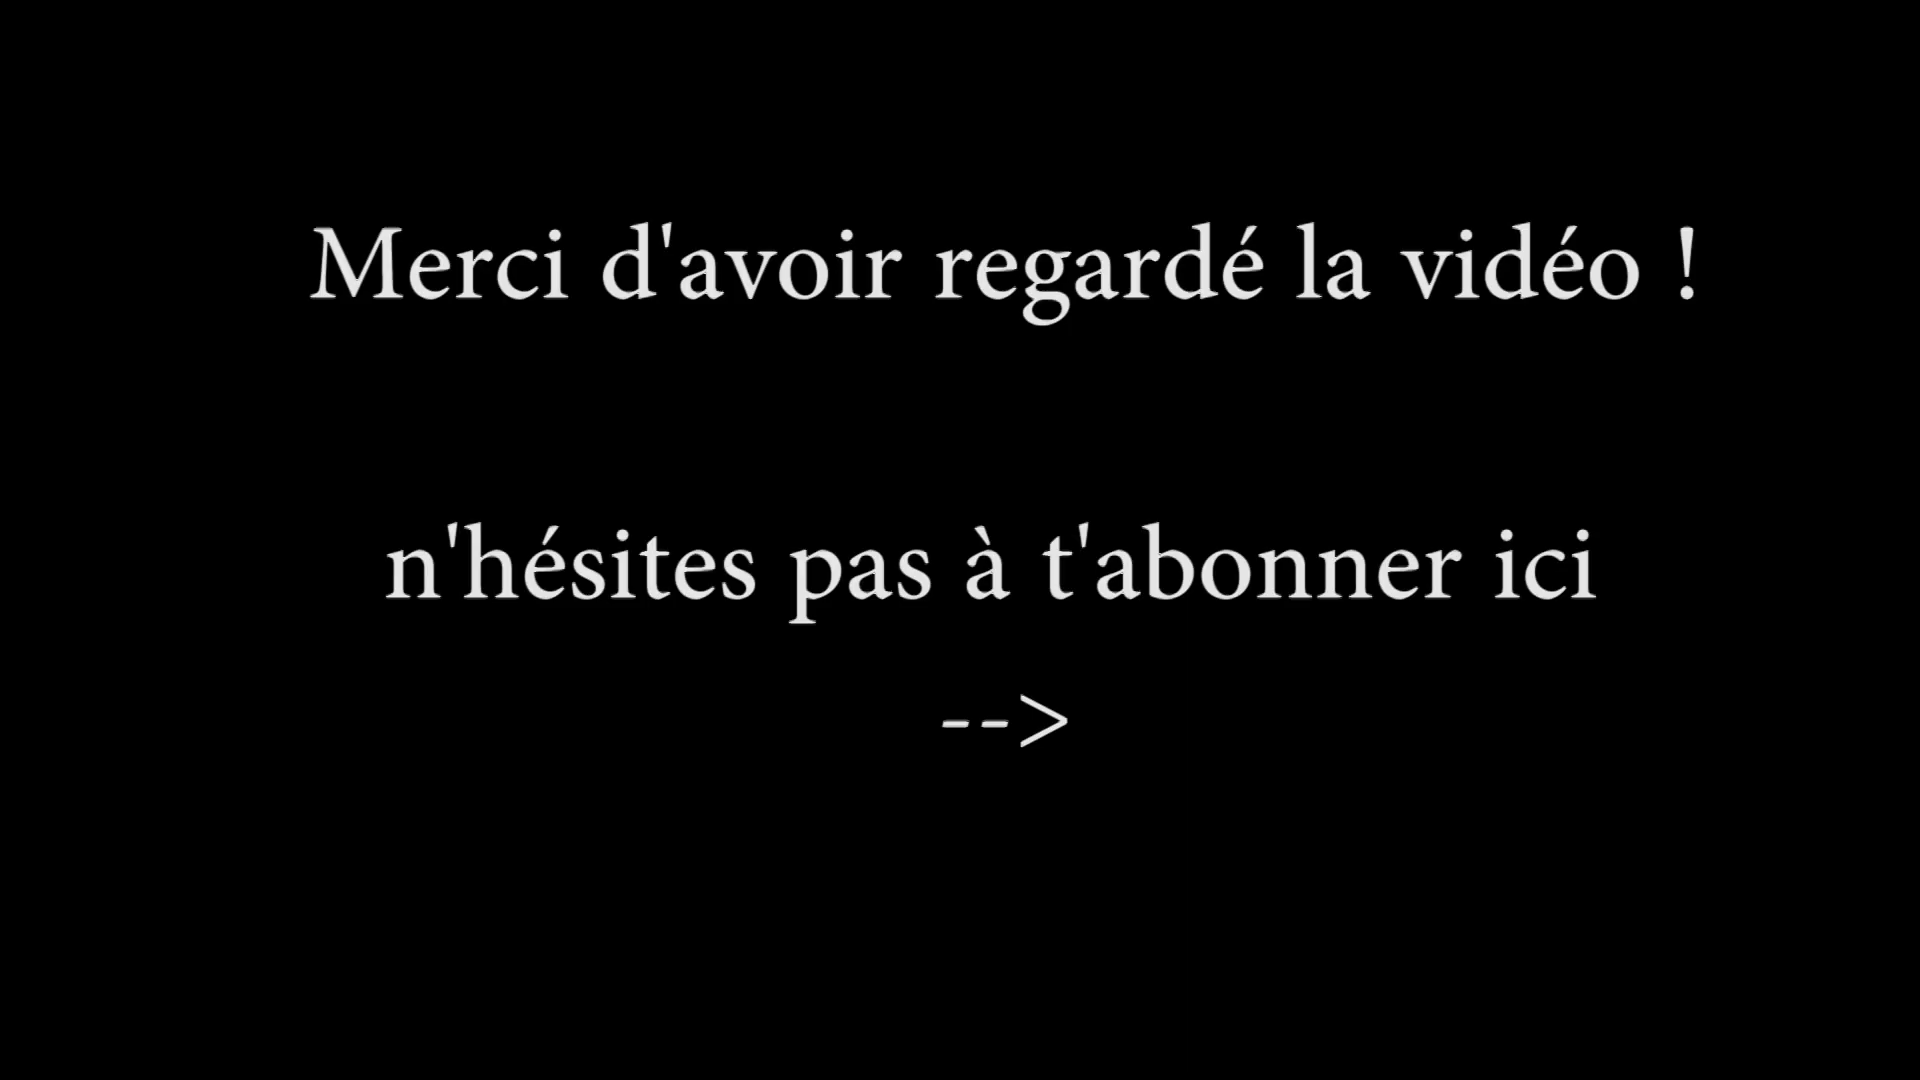 Merci d'avoir regardé la vidéo !
n'hésites pas à t'abonner ici
-->